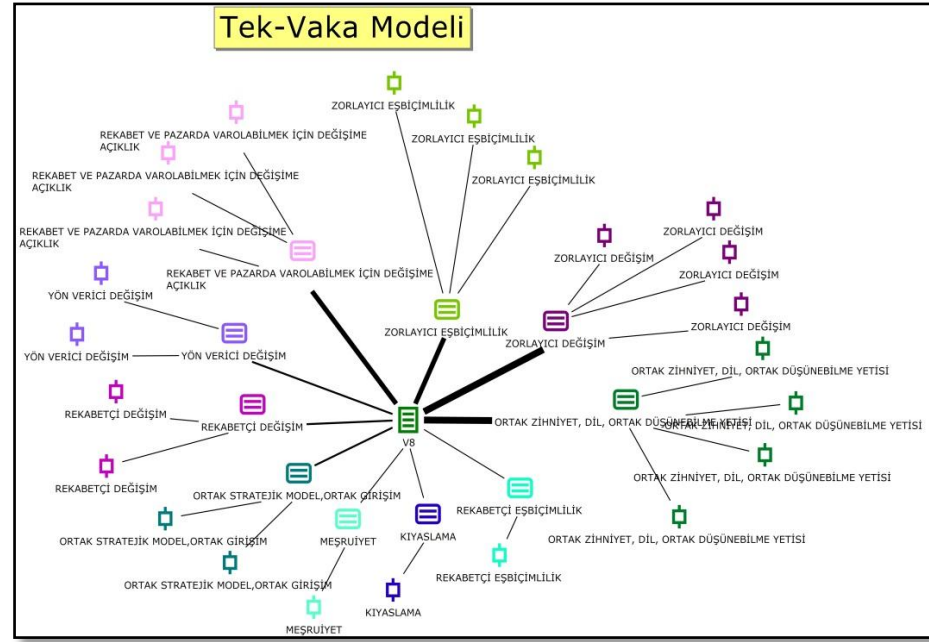 Tek-Vaka Modeli
ZORLAYICI EŞBİÇİMLİLİK
REKABET VE PAZARDA VAROLABİLMEK İÇİN DEĞİŞİME
AÇIKLIK
ZORLAYICI EŞBİÇİMLİLİK
REKABET VE PAZARDA VAROLABİLMEK İÇİN DEĞİŞİME
AÇIKLIK
ZORLAYICI EŞBİÇİMLİLİK
REKABET VE PAZARDA VAROLABİLMEK İÇİN DEĞİŞİME
AÇIKLIK
ZORLAYICI DEĞİŞİM
ZORLAYICI DEĞİŞİM
REKABET VE PAZARDA VAROLABİLMEK İÇİN DEĞİŞİME
AÇIKLIK
ZORLAYICI DEĞİŞİM
YÖN VERİCİ DEĞİŞİM
ZORLAYICI EŞBİÇİMLİLİK
ZORLAYICI DEĞİŞİM
ZORLAYICI DEĞİŞİM
YÖN VERİCİ DEĞİŞİM
YÖN VERİCİ DEĞİŞİM
ORTAK ZİHNİYET, DİL, ORTAK DÜŞÜNEBİLME YETİSİ
REKABETÇİ DEĞİŞİM
REKABETÇİ DEĞİŞİM
V8
ORTAK ZİHNİYET, DİL, ORTAK DÜŞÜNEBİLME YETİSİ
ORTAK ZİHNİYET, DİL, ORTAK DÜŞÜNEBİLME YETİSİ
ORTAK ZİHNİYET, DİL, ORTAK DÜŞÜNEBİLME YETİSİ
REKABETÇİ DEĞİŞİM
ORTAK STRATEJİK MODEL,ORTAK GİRİŞİM
REKABETÇİ EŞBİÇİMLİLİK
ORTAK STRATEJİK MODEL,ORTAK GİRİŞİM
MEŞRUİYET
KIYASLAMA
ORTAK ZİHNİYET, DİL, ORTAK DÜŞÜNEBİLME YETİSİ
ORTAK STRATEJİK MODEL,ORTAK GİRİŞİM
REKABETÇİ EŞBİÇİMLİLİK
MEŞRUİYET
KIYASLAMA